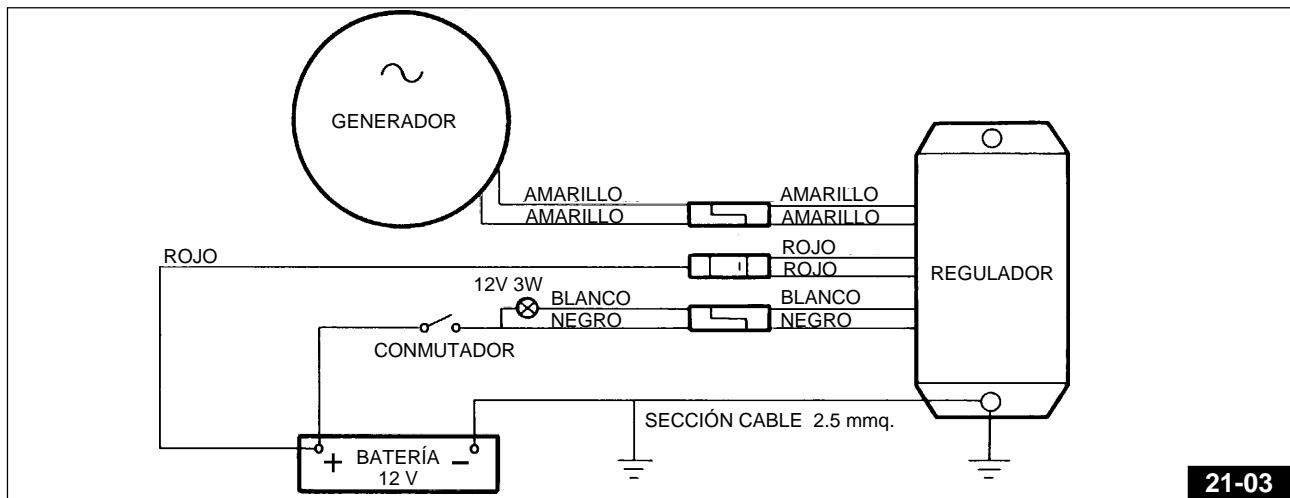 GENERADOR
AMARILLO
AMARILLO
AMARILLO
AMARILLO
ROJO
ROJO
ROJO
REGULADOR
12V 3W
BLANCO
BLANCO
NEGRO
NEGRO
CONMUTADOR
SECCIÓN CABLE 2.5 mmq.
+ BATERÍA −
12 V
21-03